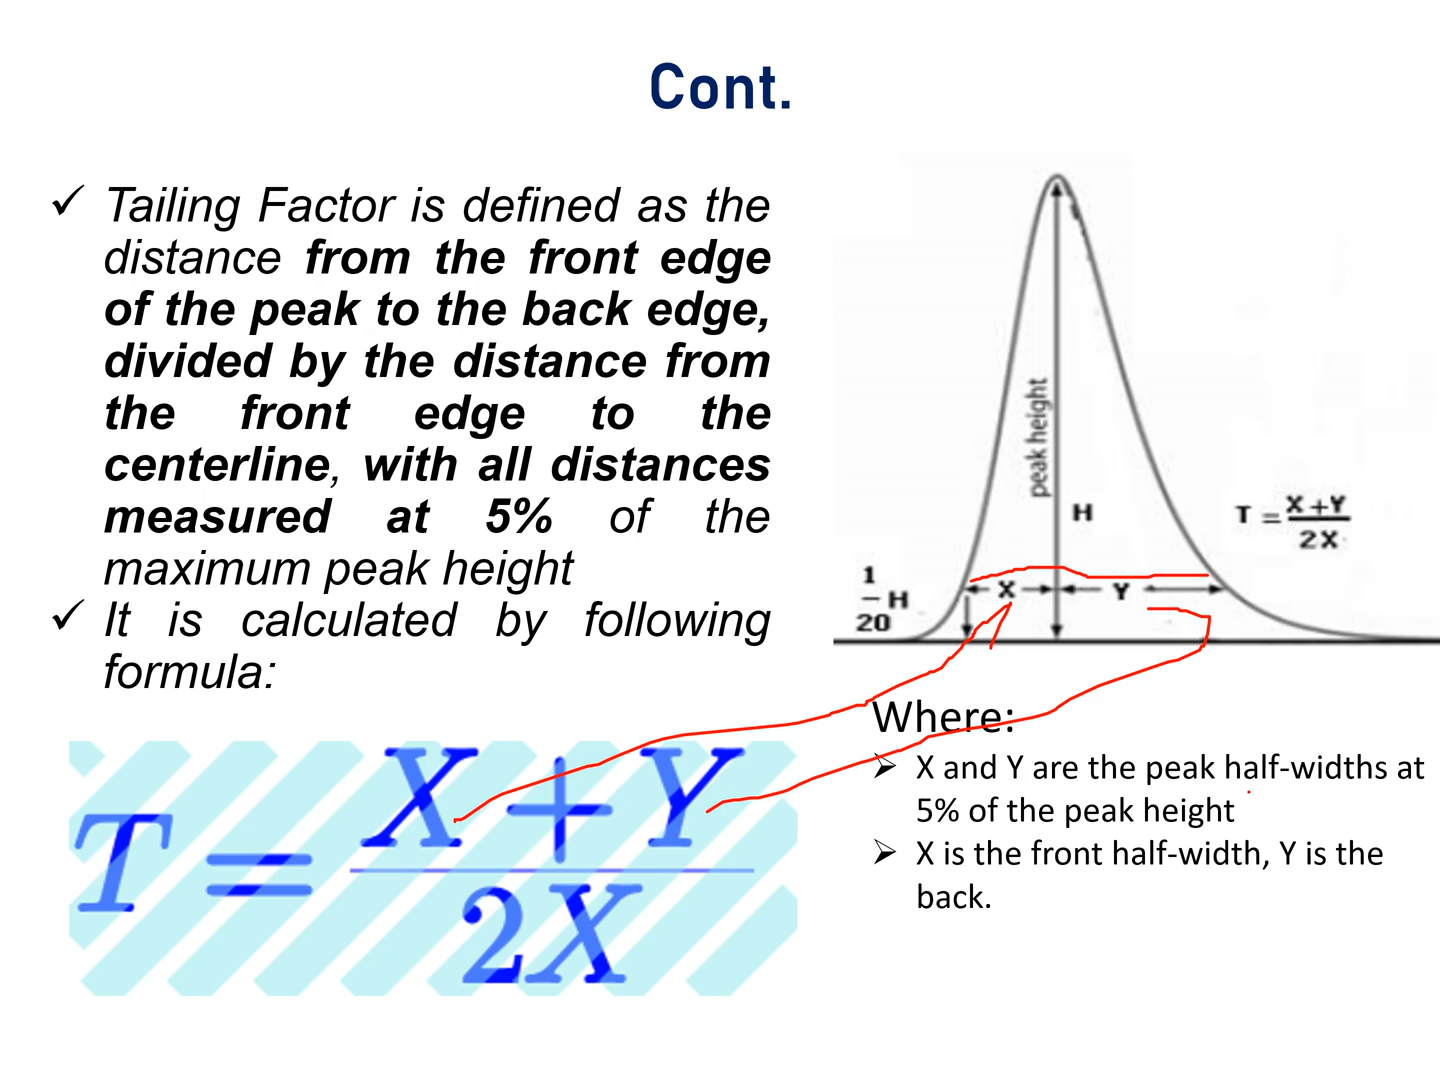 Cont.
✓ Tailing Factor is defined as the
distance from the front edge
of the peak to the back edge,
divided by the distance from
the front edge to the
centerline, with all distances
measured at 5% of the
maximum peak height
✓ It is calculated by following
formula:
T = X + Y / 2X
peak height
H
T = X + Y / 2X
1/20 H
X
Y
Where:
➢ X and Y are the peak half-widths at
5% of the peak height
➢ X is the front half-width, Y is the
back.